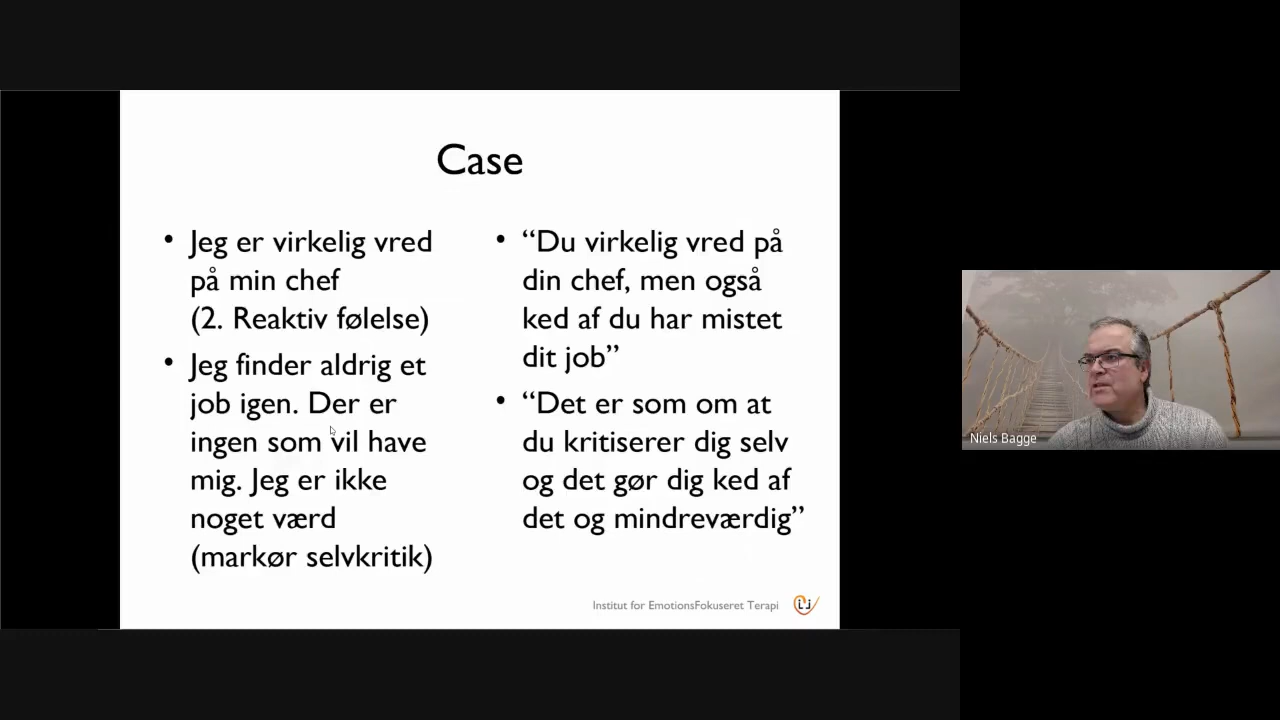 Case
• Jeg er virkelig vred
på min chef
(2. Reaktiv følelse)
• Jeg finder aldrig et
job igen. Der er
ingen som vil have
mig. Jeg er ikke
noget værd
(markør selvkritik)
• “Du virkelig vred på
din chef, men også
ked af du har mistet
dit job”
• “Det er som om at
du kritiserer dig selv
og det gør dig ked af
det og mindreværdig”
Institut for EmotionsFokuseret Terapi
Niels Bagge